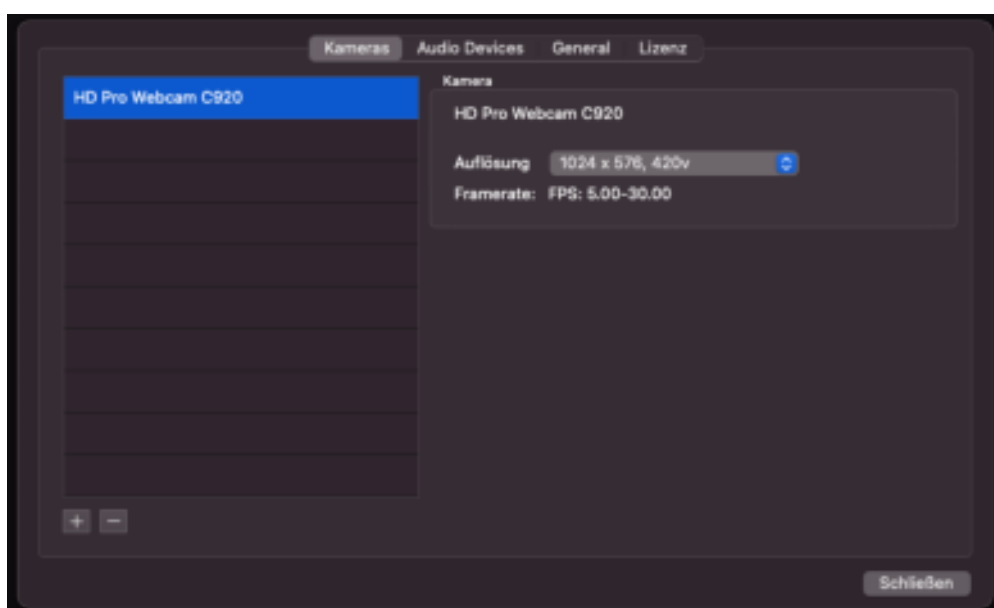 Kameras Audio Devices General Lizenz
HD Pro Webcam C920
Kamera
HD Pro Webcam C920
Auflösung 1024 x 576, 420v
Framerate: FPS: 5.00-30.00
+ −
Schließen